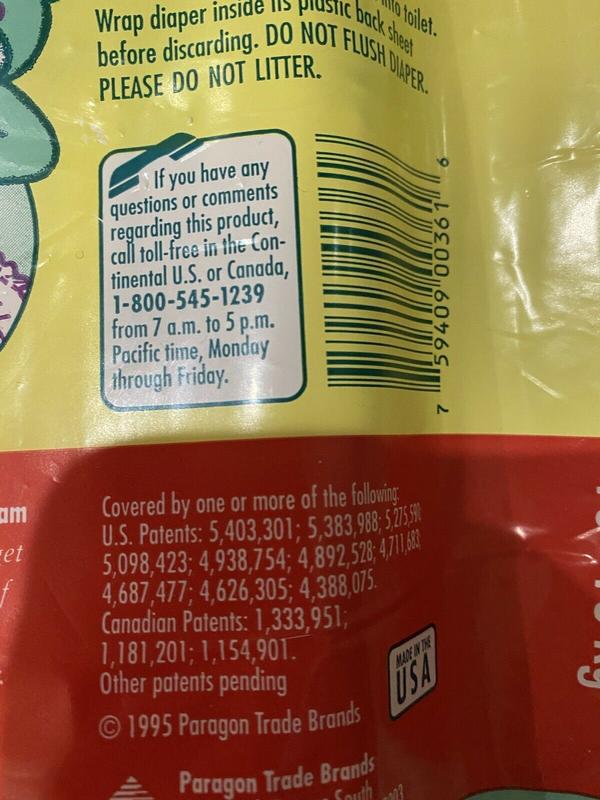 into toilet.
Wrap diaper inside its plastic back sheet
before discarding. DO NOT FLUSH DIAPER.
PLEASE DO NOT LITTER.
If you have any
questions or comments
regarding this product,
call toll-free in the Con-
tinental U.S. or Canada,
1-800-545-1239
from 7 a.m. to 5 p.m.
Pacific time, Monday
through Friday.
7 59409 00361 6
am
et
f
Covered by one or more of the following:
U.S. Patents: 5,403,301; 5,383,988; 5,275,590;
5,098,423; 4,938,754; 4,892,528; 4,711,683;
4,687,477; 4,626,305; 4,388,075.
Canadian Patents: 1,333,951;
1,181,201; 1,154,901.
Other patents pending
MADE IN THE
USA
© 1995 Paragon Trade Brands
Paragon Trade Brands
South